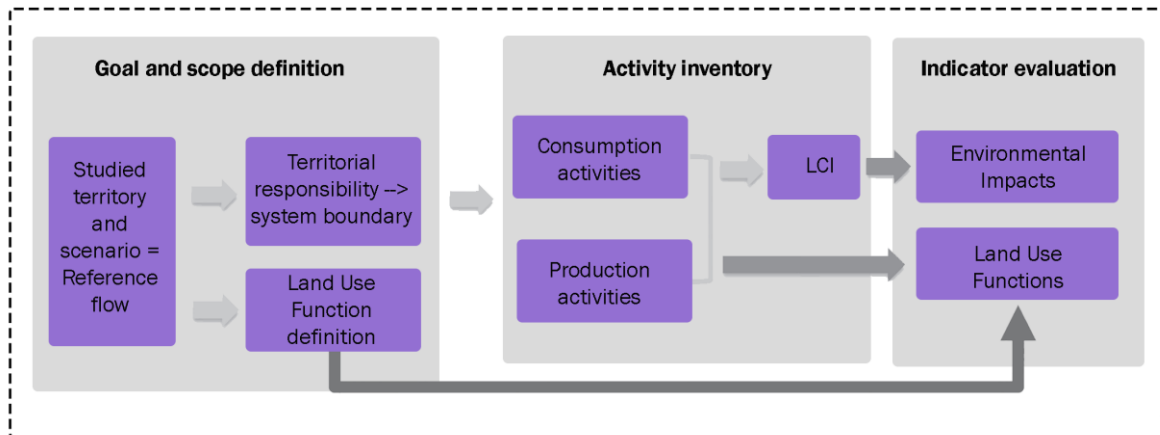 Goal and scope definition
Studied
territory
and
scenario =
Reference
flow
Territorial
responsibility -->
system boundary
Land Use
Function
definition
Activity inventory
Consumption
activities
Production
activities
LCI
Indicator evaluation
Environmental
Impacts
Land Use
Functions